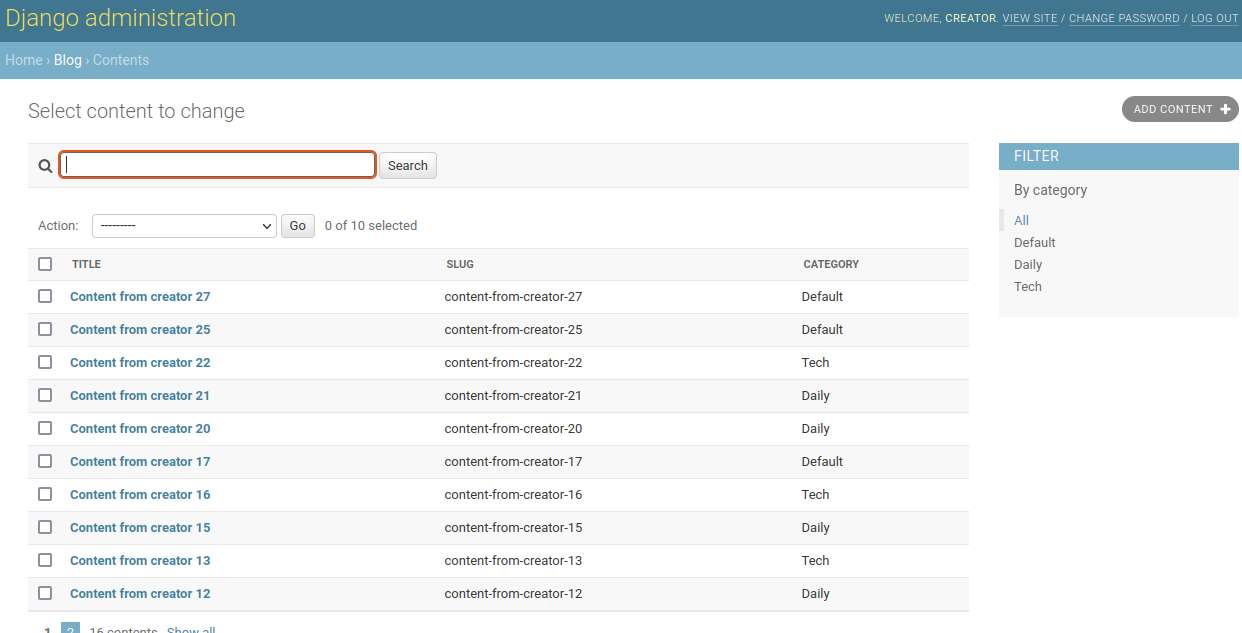 Django administration
WELCOME, CREATOR. VIEW SITE / CHANGE PASSWORD / LOG OUT
Home › Blog › Contents
Select content to change
ADD CONTENT +
Search
Action: --------- Go 0 of 10 selected
TITLE SLUG CATEGORY
Content from creator 27 content-from-creator-27 Default
Content from creator 25 content-from-creator-25 Default
Content from creator 22 content-from-creator-22 Tech
Content from creator 21 content-from-creator-21 Daily
Content from creator 20 content-from-creator-20 Daily
Content from creator 17 content-from-creator-17 Default
Content from creator 16 content-from-creator-16 Tech
Content from creator 15 content-from-creator-15 Daily
Content from creator 13 content-from-creator-13 Tech
Content from creator 12 content-from-creator-12 Daily
1 2 16 contents Show all
FILTER
By category
All
Default
Daily
Tech